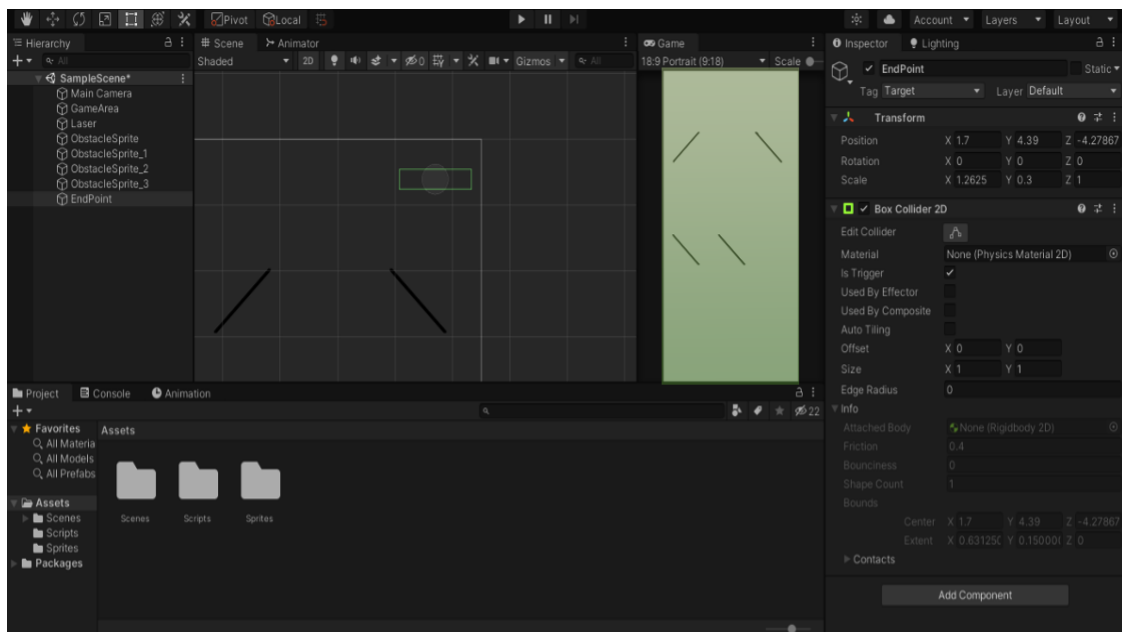 Pivot Local Account Layers Layout
Hierarchy
All
SampleScene*
Main Camera
GameArea
Laser
ObstacleSprite
ObstacleSprite_1
ObstacleSprite_2
ObstacleSprite_3
EndPoint
Scene Animator
Shaded 2D 0 Gizmos All
Game
18:9 Portrait (9:18) Scale
Inspector Lighting
EndPoint Static
Tag Target Layer Default
Transform
Position X 1.7 Y 4.39 Z -4.27867
Rotation X 0 Y 0 Z 0
Scale X 1.2625 Y 0.3 Z 1
Box Collider 2D
Edit Collider
Material None (Physics Material 2D)
Is Trigger
Used By Effector
Used By Composite
Auto Tiling
Offset X 0 Y 0
Size X 1 Y 1
Edge Radius 0
Info
Attached Body None (Rigidbody 2D)
Friction 0.4
Bounciness 0
Shape Count 1
Bounds
Center X 1.7 Y 4.39 Z -4.27867
Extent X 0.63125( Y 0.15000( Z 0
Contacts
Add Component
Project Console Animation
22
Favorites
All Materia
All Models
All Prefabs
Assets
Scenes
Scripts
Sprites
Packages
Assets
Scenes Scripts Sprites